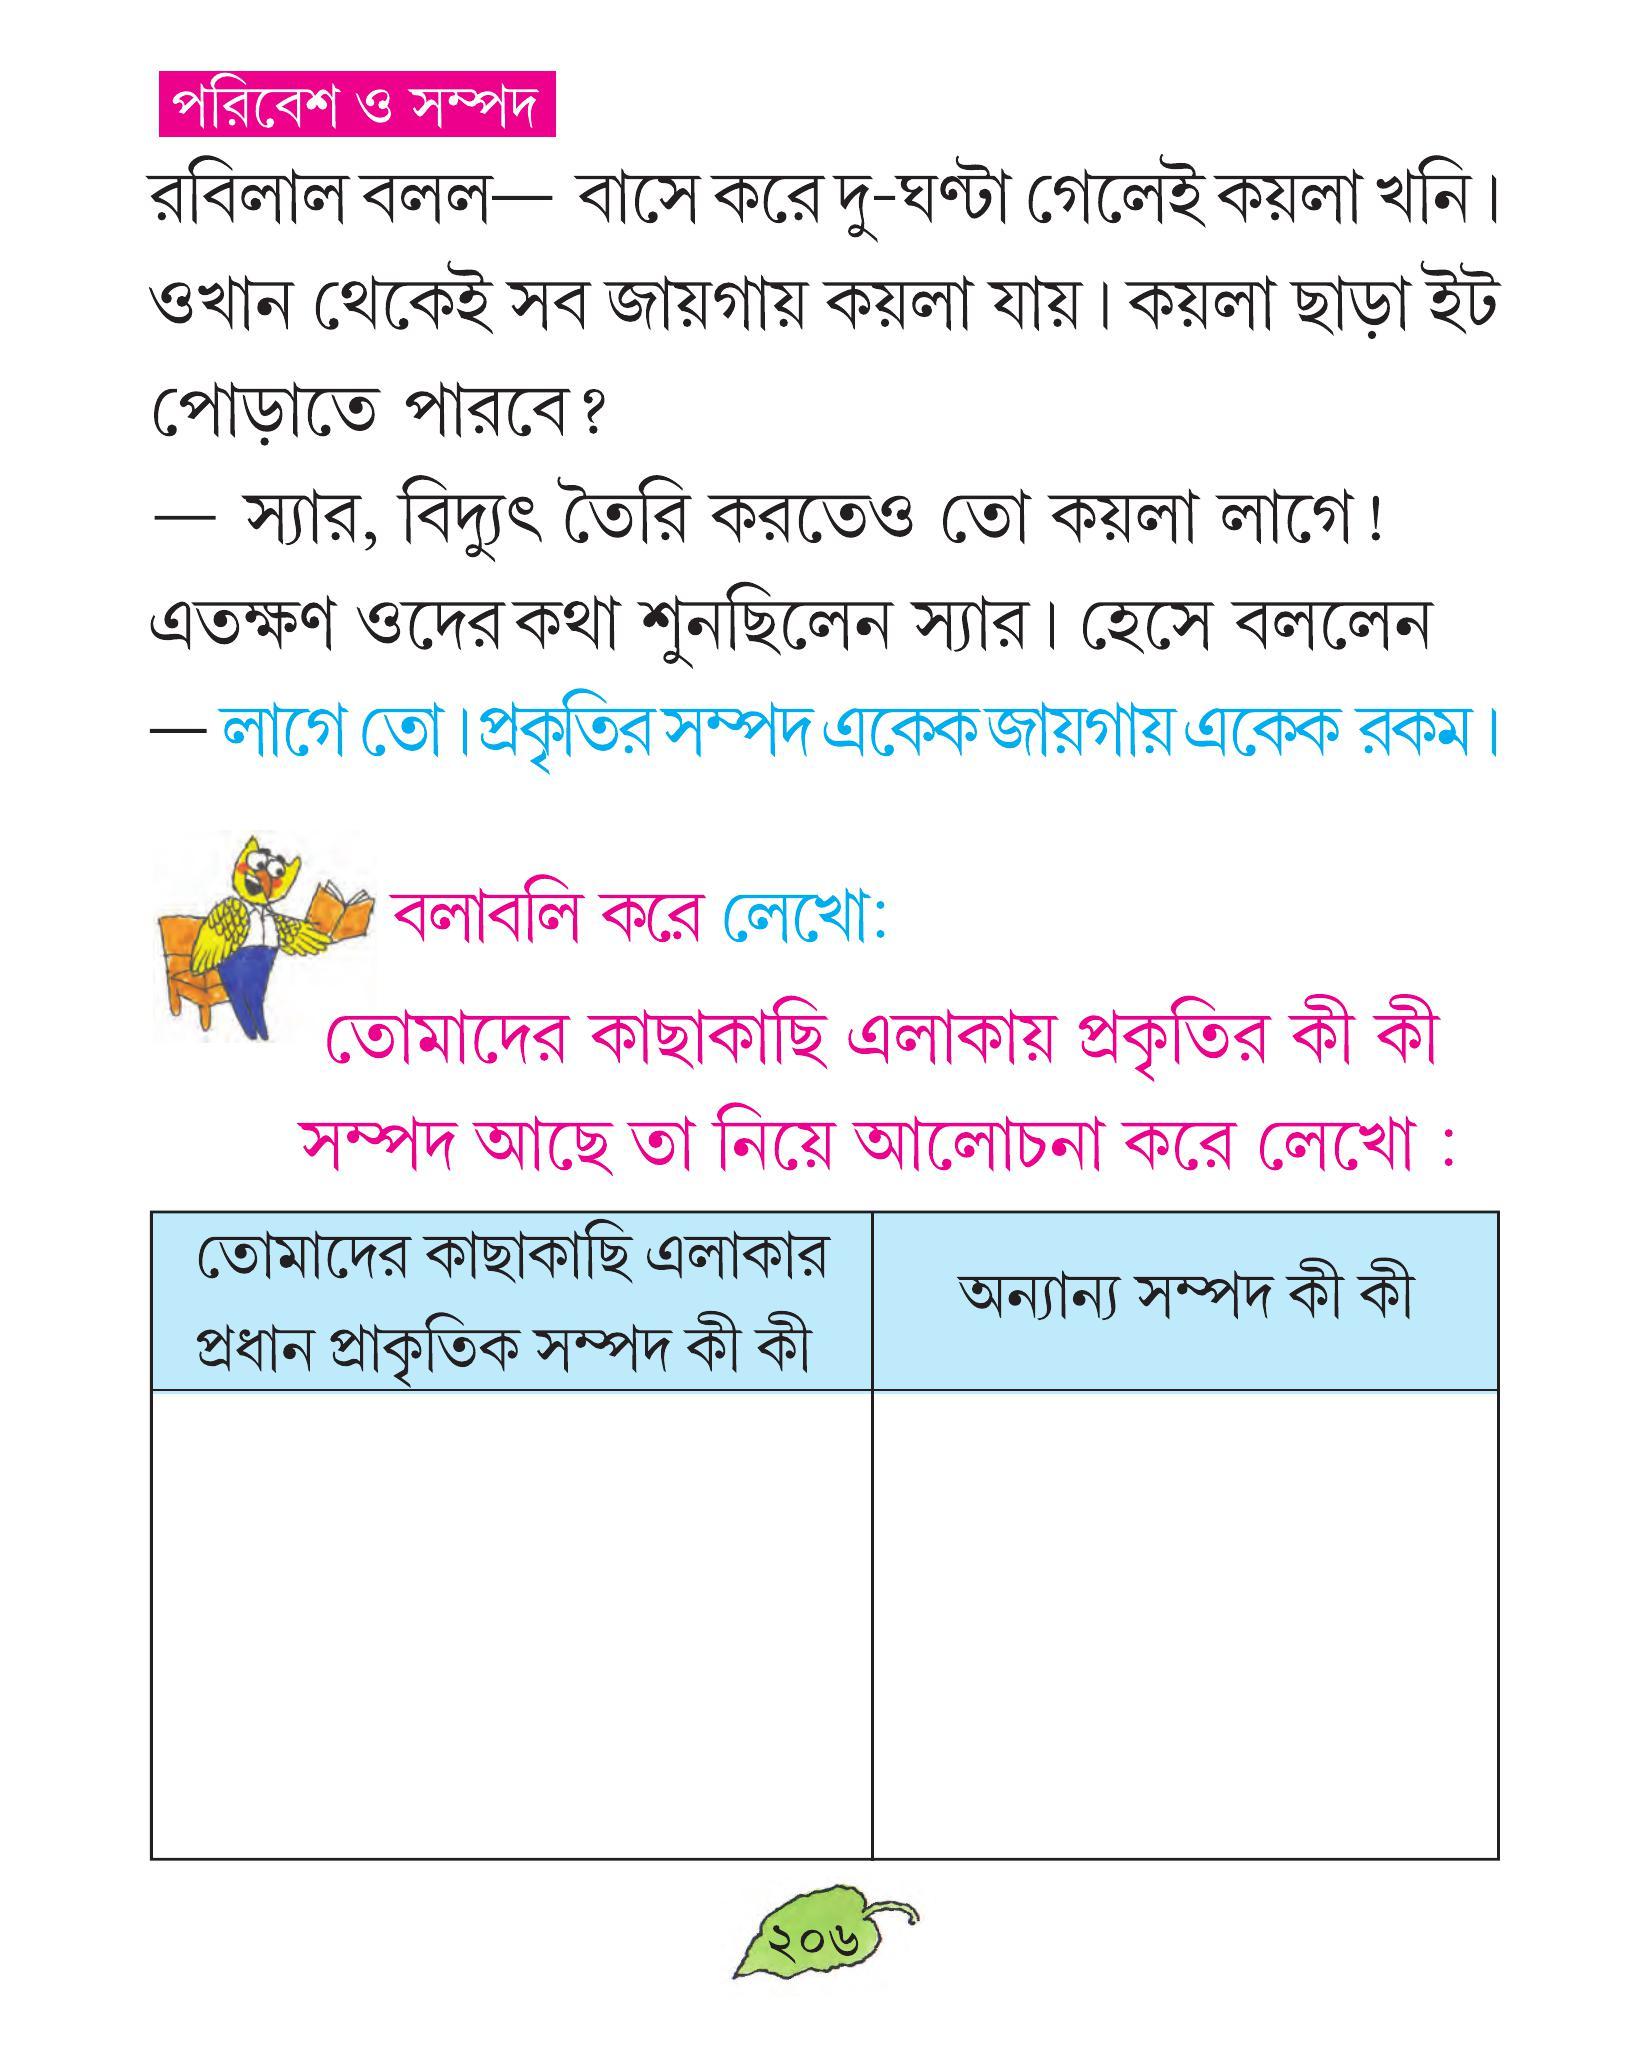 পরিবেশ ও সম্পদ
রবিলাল বলল— বাসে করে দু-ঘণ্টা গেলেই কয়লা খনি।
ওখান থেকেই সব জায়গায় কয়লা যায়। কয়লা ছাড়া ইট
পোড়াতে পারবে?
— স্যার, বিদ্যুৎ তৈরি করতেও তো কয়লা লাগে!
এতক্ষণ ওদের কথা শুনছিলেন স্যার। হেসে বললেন
— লাগে তো। প্রকৃতির সম্পদ একেক জায়গায় একেক রকম।
বলাবলি করে লেখো:
তোমাদের কাছাকাছি এলাকায় প্রকৃতির কী কী
সম্পদ আছে তা নিয়ে আলোচনা করে লেখো :
তোমাদের কাছাকাছি এলাকার
প্রধান প্রাকৃতিক সম্পদ কী কী
অন্যান্য সম্পদ কী কী
২০৬